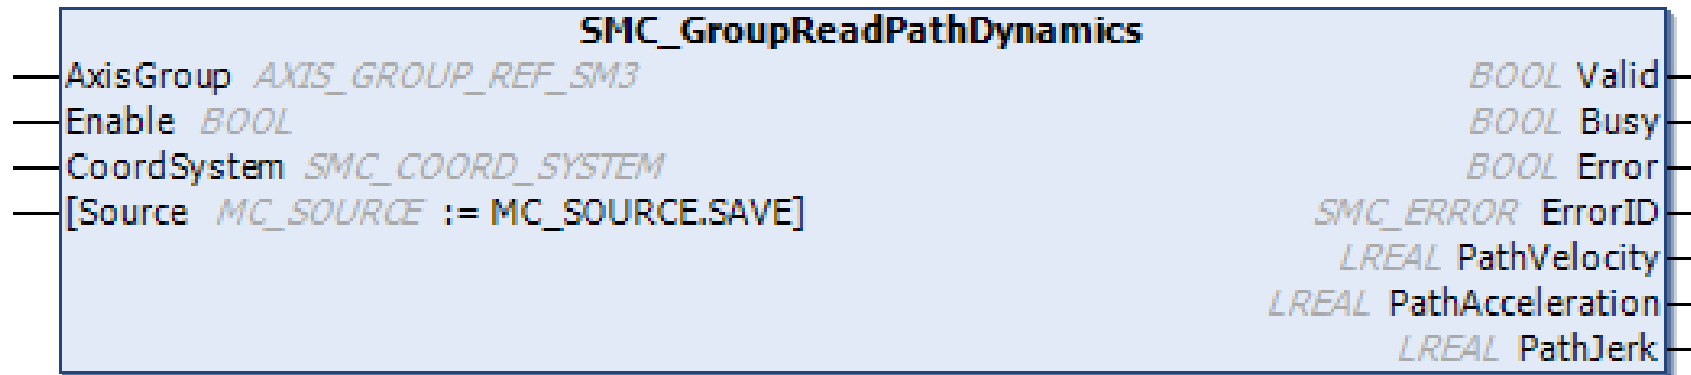 SMC_GroupReadPathDynamics
AxisGroup AXIS_GROUP_REF_SM3 BOOL Valid
Enable BOOL BOOL Busy
CoordSystem SMC_COORD_SYSTEM BOOL Error
[Source MC_SOURCE := MC_SOURCE.SAVE] SMC_ERROR ErrorID
LREAL PathVelocity
LREAL PathAcceleration
LREAL PathJerk